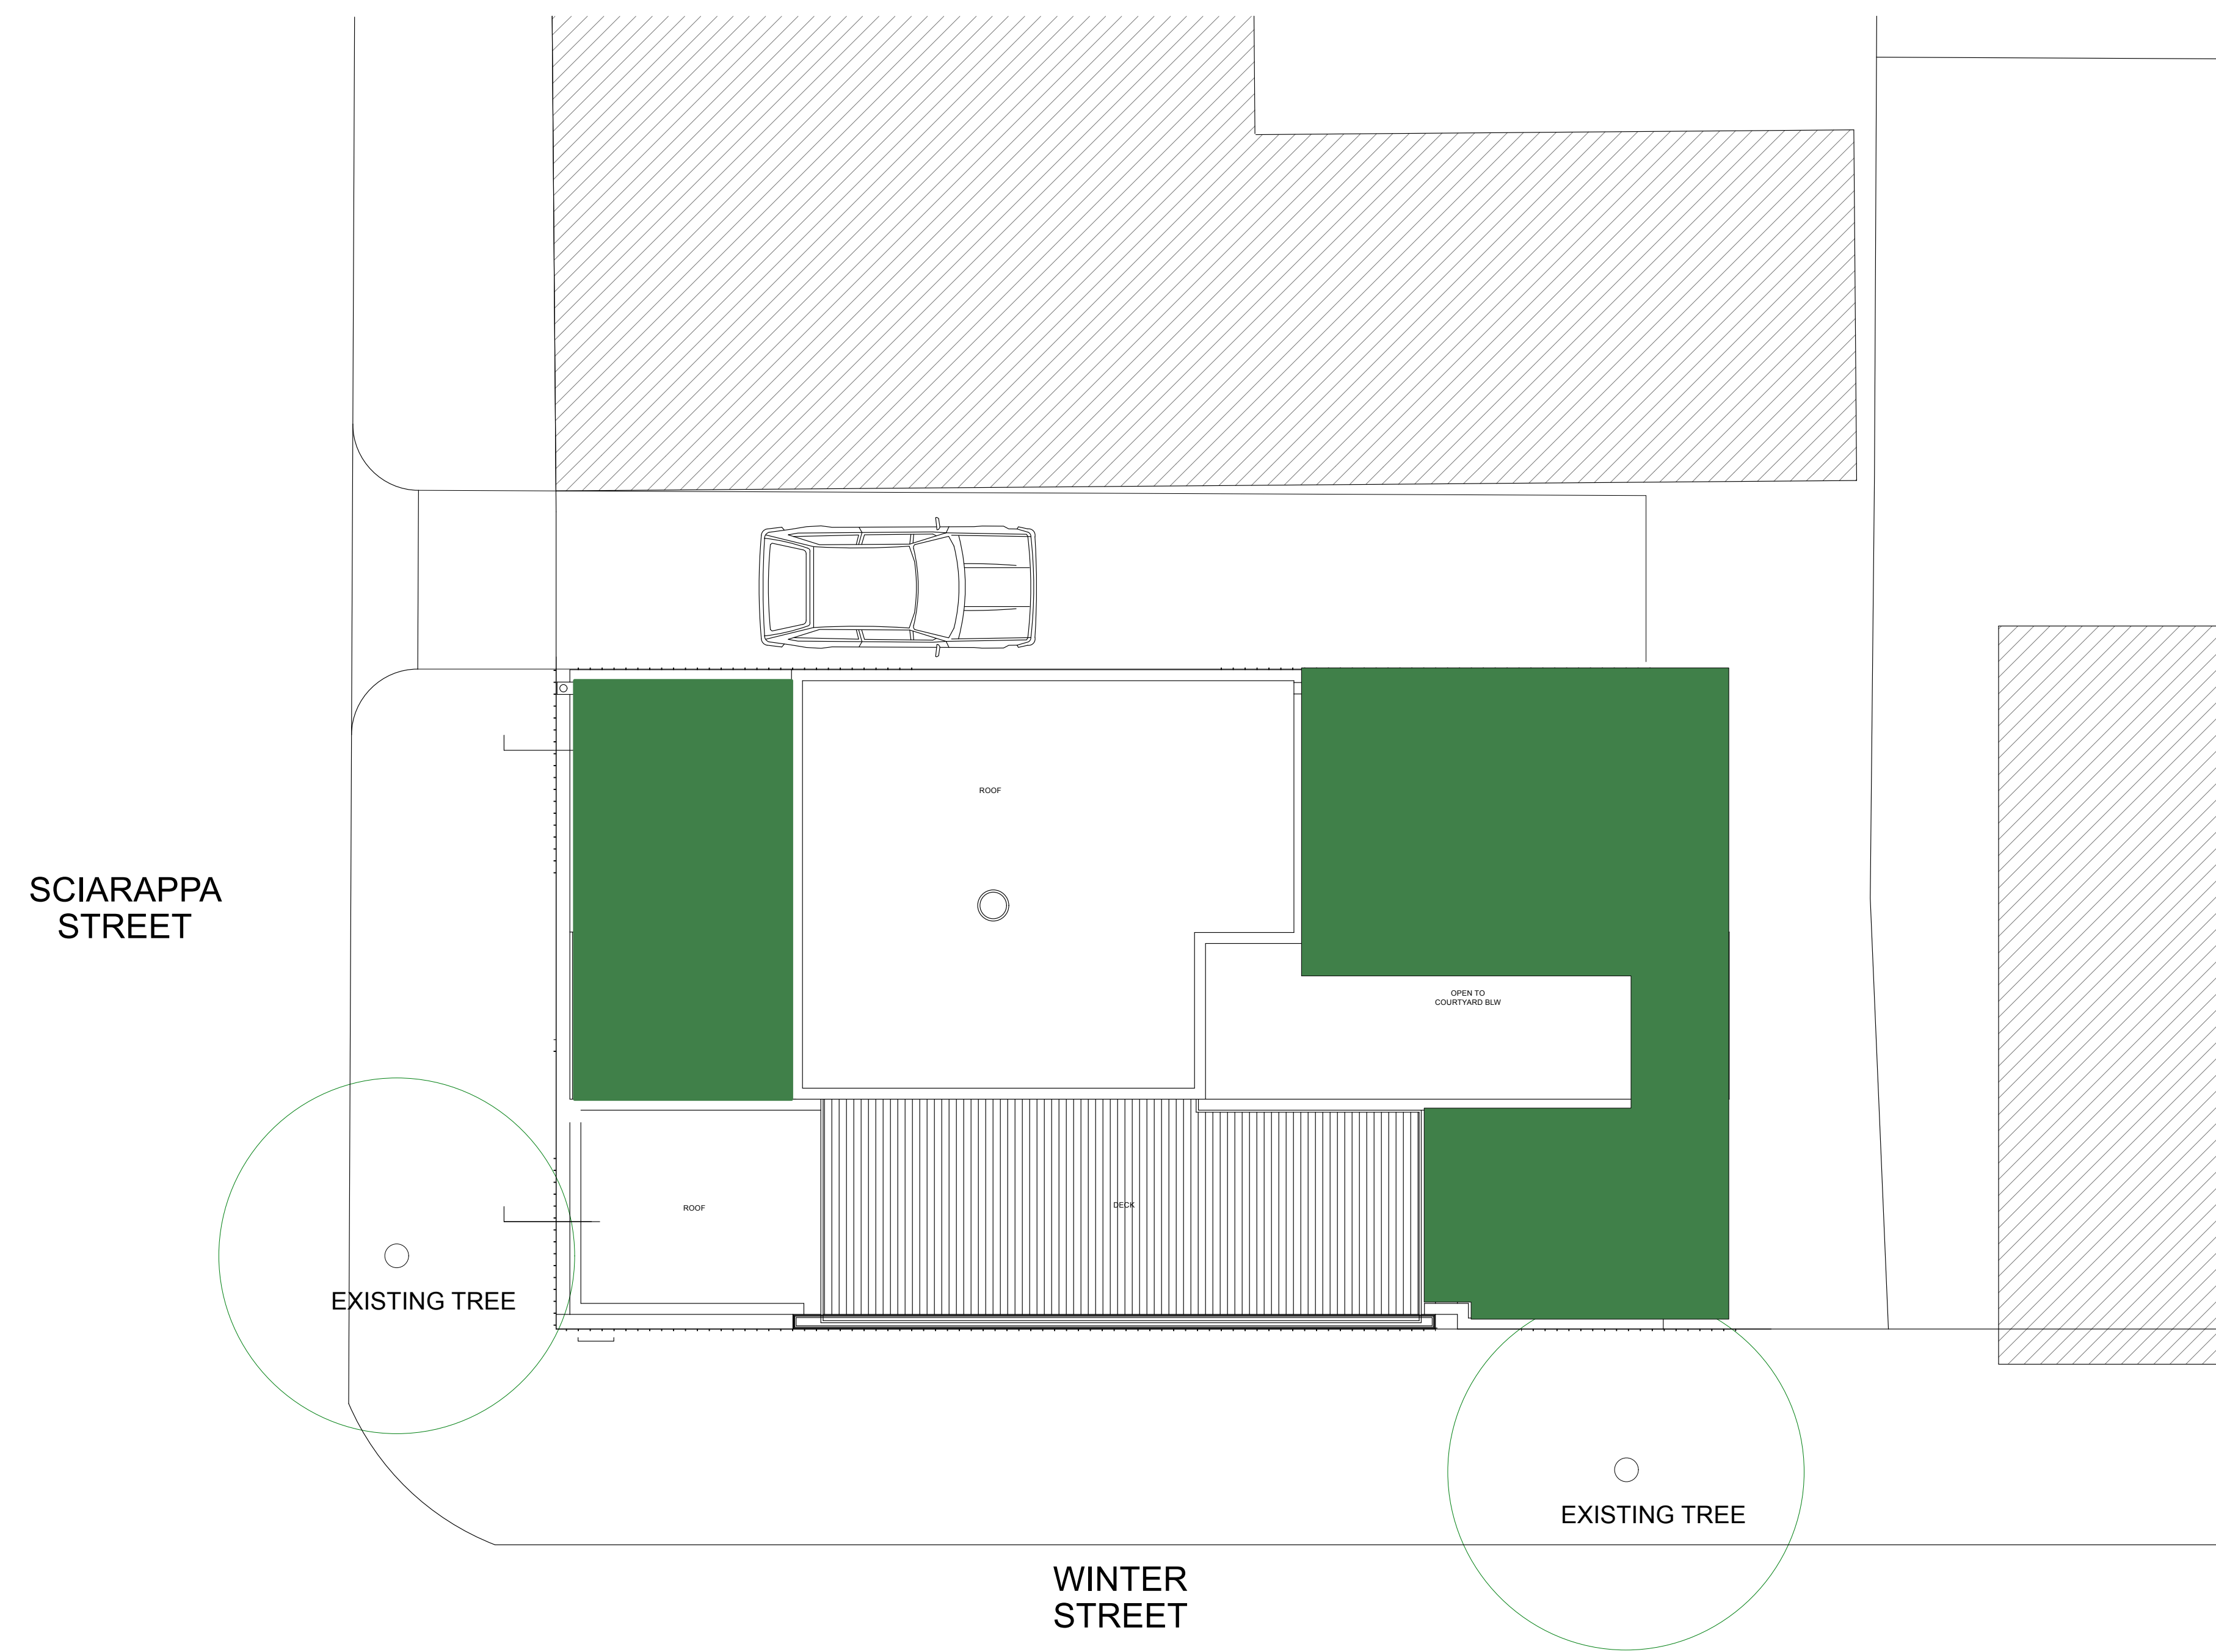 ROOF
SCIARAPPA
STREET
OPEN TO
COURTYARD BLW
ROOF
DECK
EXISTING TREE
EXISTING TREE
WINTER
STREET